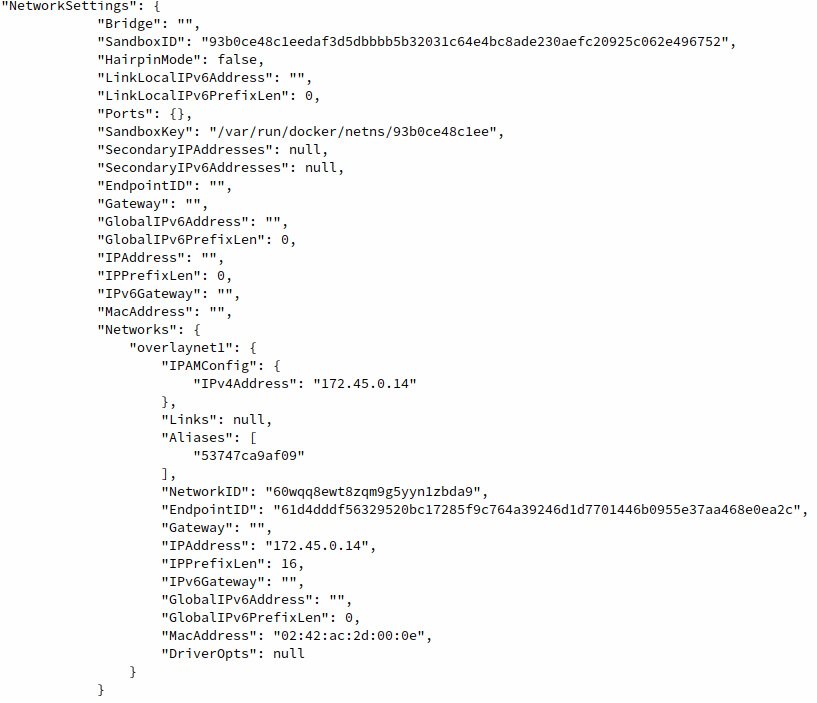 "NetworkSettings": {
"Bridge": "",
"SandboxID": "93b0ce48c1eedaf3d5dbbbb5b32031c64e4bc8ade230aefc20925c062e496752",
"HairpinMode": false,
"LinkLocalIPv6Address": "",
"LinkLocalIPv6PrefixLen": 0,
"Ports": {},
"SandboxKey": "/var/run/docker/netns/93b0ce48c1ee",
"SecondaryIPAddresses": null,
"SecondaryIPv6Addresses": null,
"EndpointID": "",
"Gateway": "",
"GlobalIPv6Address": "",
"GlobalIPv6PrefixLen": 0,
"IPAddress": "",
"IPPrefixLen": 0,
"IPv6Gateway": "",
"MacAddress": "",
"Networks": {
"overlaynet1": {
"IPAMConfig": {
"IPv4Address": "172.45.0.14"
},
"Links": null,
"Aliases": [
"53747ca9af09"
],
"NetworkID": "60wqq8ewt8zqm9g5yyn1zbda9",
"EndpointID": "61d4dddf56329520bc17285f9c764a39246d1d7701446b0955e37aa468e0ea2c",
"Gateway": "",
"IPAddress": "172.45.0.14",
"IPPrefixLen": 16,
"IPv6Gateway": "",
"GlobalIPv6Address": "",
"GlobalIPv6PrefixLen": 0,
"MacAddress": "02:42:ac:2d:00:0e",
"DriverOpts": null
}
}